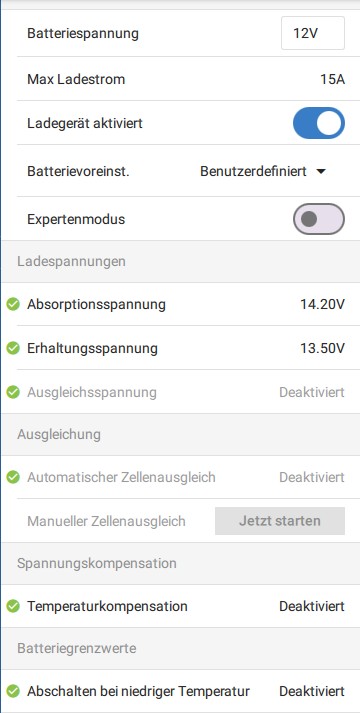 Batteriespannung 12V
Max Ladestrom 15A
Ladegerät aktiviert
Batterievoreinst. Benutzerdefiniert
Expertenmodus
Ladespannungen
Absorptionsspannung 14.20V
Erhaltungsspannung 13.50V
Ausgleichsspannung Deaktiviert
Ausgleichung
Automatischer Zellenausgleich Deaktiviert
Manueller Zellenausgleich Jetzt starten
Spannungskompensation
Temperaturkompensation Deaktiviert
Batteriegrenzwerte
Abschalten bei niedriger Temperatur Deaktiviert